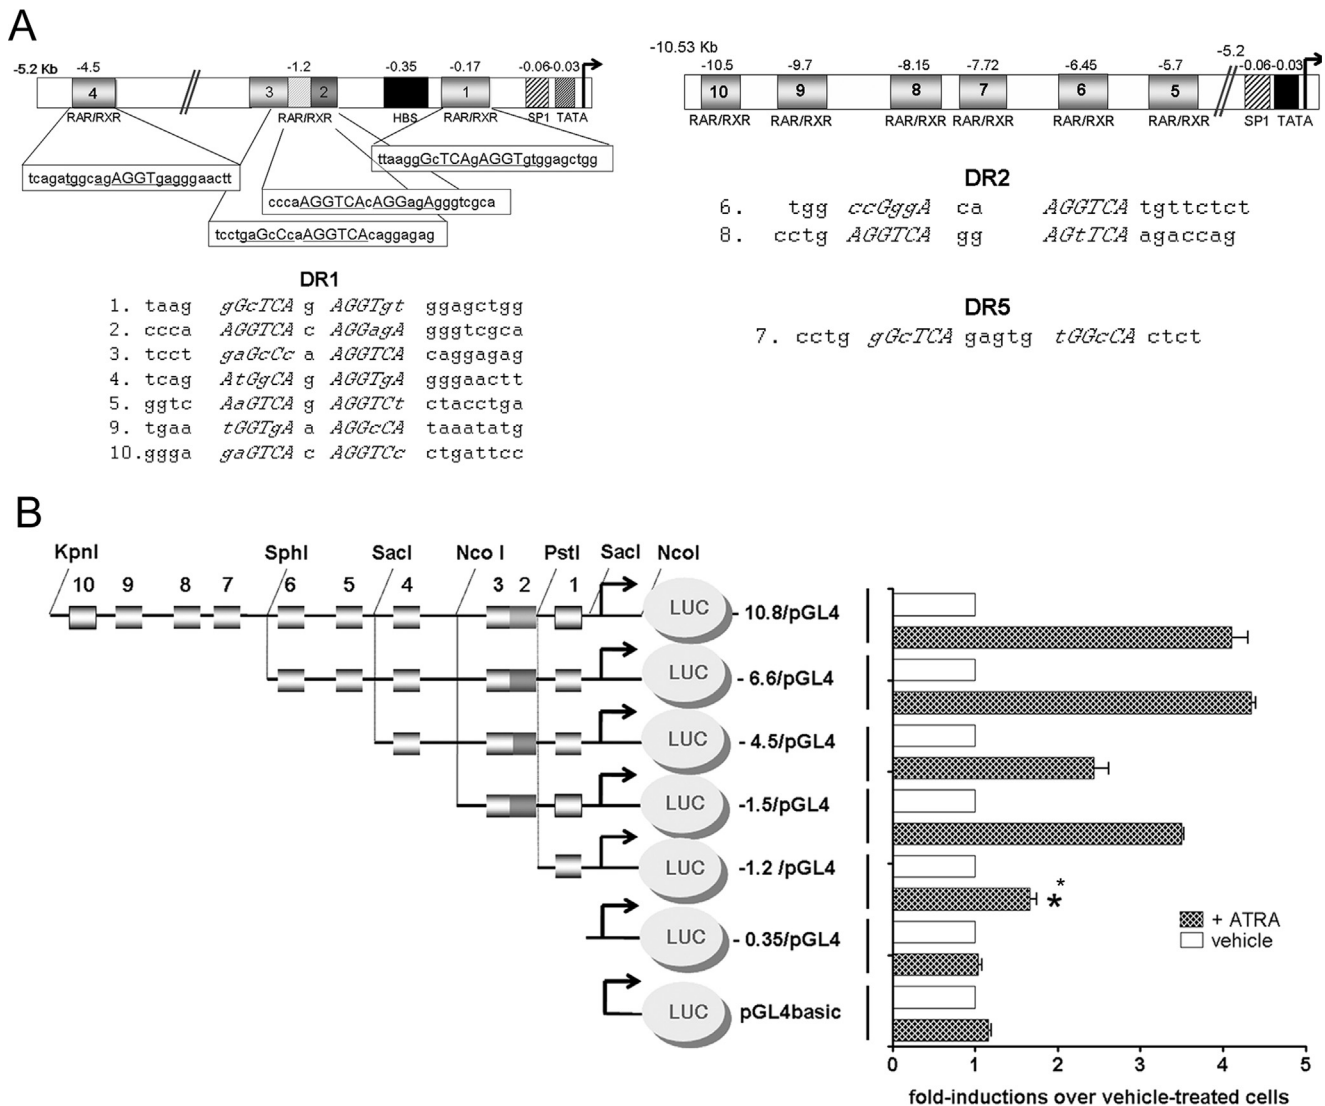 A
-5.2 Kb -4.5 -1.2 -0.35 -0.17 -0.06 -0.03
4 3 2 1
RAR/RXR RAR/RXR HBS RAR/RXR SP1 TATA
ttaaggGcTCAgAGGTgtggagctgg
tcagatggcagAGGTgagggaactt
cccaAGGTCAcAGGagAgggtcgca
tcctgaGcCcaAGGTCAcaggagag
-10.53 Kb -10.5 -9.7 -8.15 -7.72 -6.45 -5.7 -5.2 -0.06 -0.03
10 9 8 7 6 5
RAR/RXR RAR/RXR RAR/RXR RAR/RXR RAR/RXR RAR/RXR SP1 TATA
DR1
1. taag gGcTCA g AGGTgt ggagctgg
2. ccca AGGTCA c AGGagA gggtcgca
3. tcct gaGcCc a AGGTCA caggagag
4. tcag AtGgCA g AGGTgA gggaactt
5. ggtc AaGTCA g AGGTCt ctacctga
9. tgaa tGGTgA a AGGcCA taaatatg
10.ggga gaGTCA c AGGTCc ctgattcc
DR2
6. tgg ccGggA ca AGGTCA tgttctct
8. cctg AGGTCA gg AGtTCA agaccag
DR5
7. cctg gGcTCA gagtg tGGcCA ctct
B
KpnI SphI SacI Nco I PstI SacI NcoI
10 9 8 7 6 5 4 3 2 1
LUC - 10.8/pGL4
LUC - 6.6/pGL4
LUC - 4.5/pGL4
LUC -1.5/pGL4
LUC -1.2 /pGL4
LUC - 0.35/pGL4
LUC pGL4basic
* *
+ ATRA
vehicle
0 1 2 3 4 5
fold-inductions over vehicle-treated cells